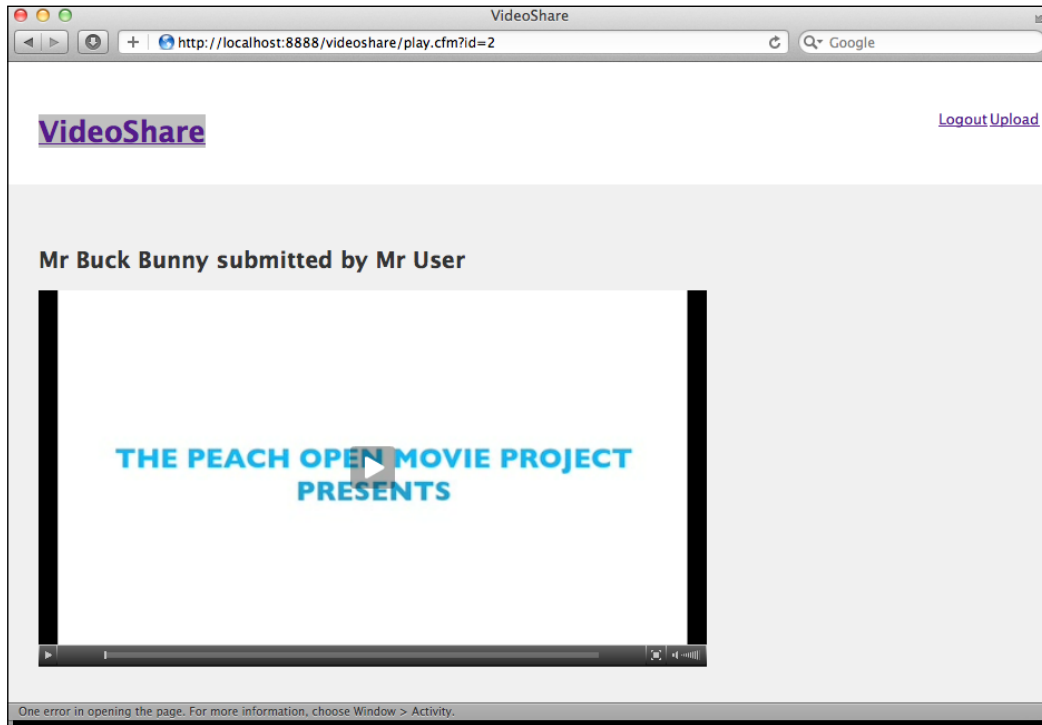 VideoShare
http://localhost:8888/videoshare/play.cfm?id=2
Google
VideoShare
Logout Upload
Mr Buck Bunny submitted by Mr User
THE PEACH OPEN MOVIE PROJECT
PRESENTS
One error in opening the page. For more information, choose Window > Activity.